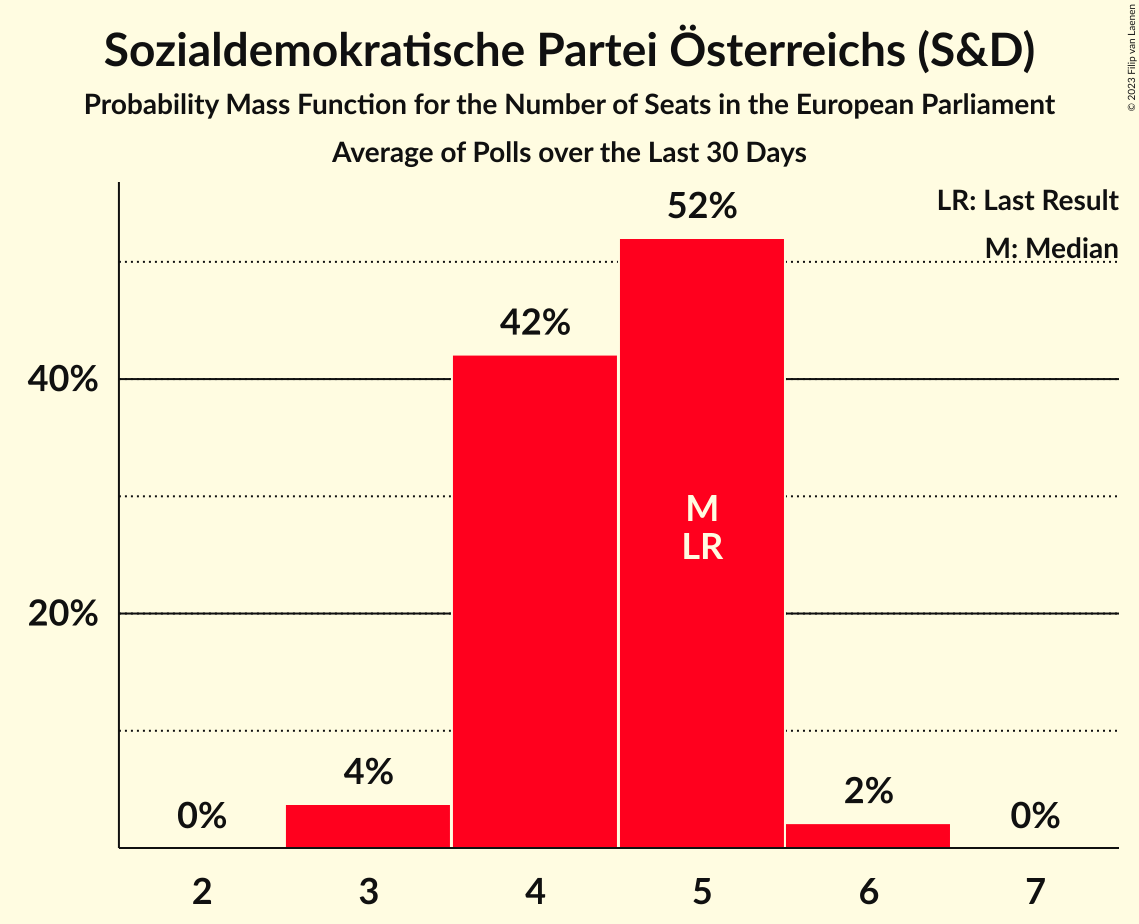 Sozialdemokratische Partei Österreichs (S&D)
Probability Mass Function for the Number of Seats in the European Parliament
Average of Polls over the Last 30 Days
© 2023 Filip van Laenen
LR: Last Result
M: Median
52%
42%
40%
M
LR
20%
4%
2%
0%
0%
2 3 4 5 6 7